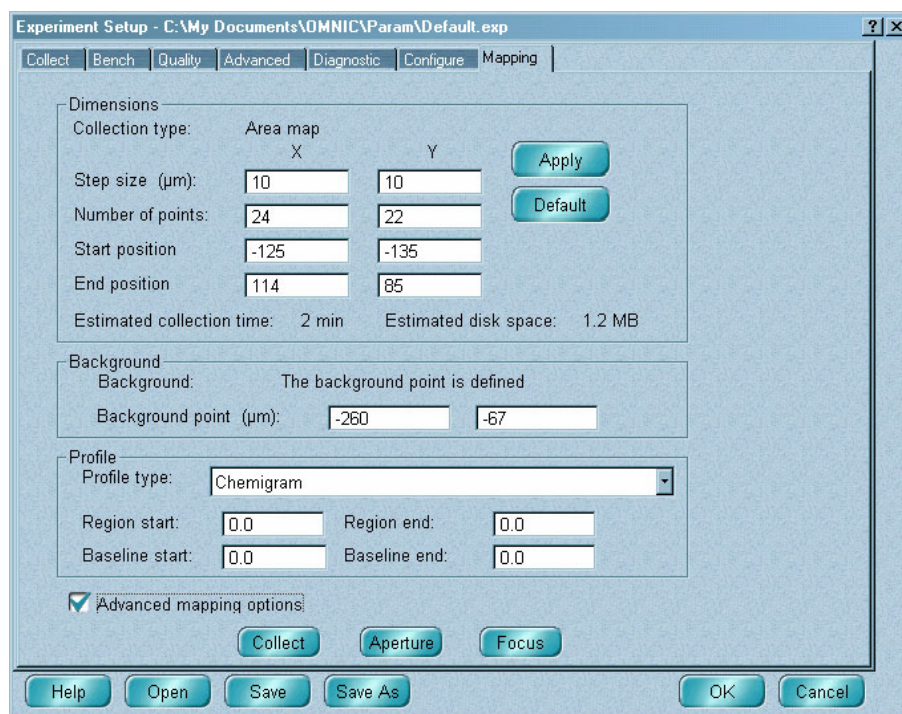 Experiment Setup - C:\My Documents\OMNIC\Param\Default.exp
Collect Bench Quality Advanced Diagnostic Configure Mapping
Dimensions
Collection type: Area map
X Y
Apply
Step size (µm): 10 10
Default
Number of points: 24 22
Start position -125 -135
End position 114 85
Estimated collection time: 2 min Estimated disk space: 1.2 MB
Background
Background: The background point is defined
Background point (µm): -260 -67
Profile
Profile type: Chemigram
Region start: 0.0 Region end: 0.0
Baseline start: 0.0 Baseline end: 0.0
Advanced mapping options
Collect Aperture Focus
Help Open Save Save As OK Cancel